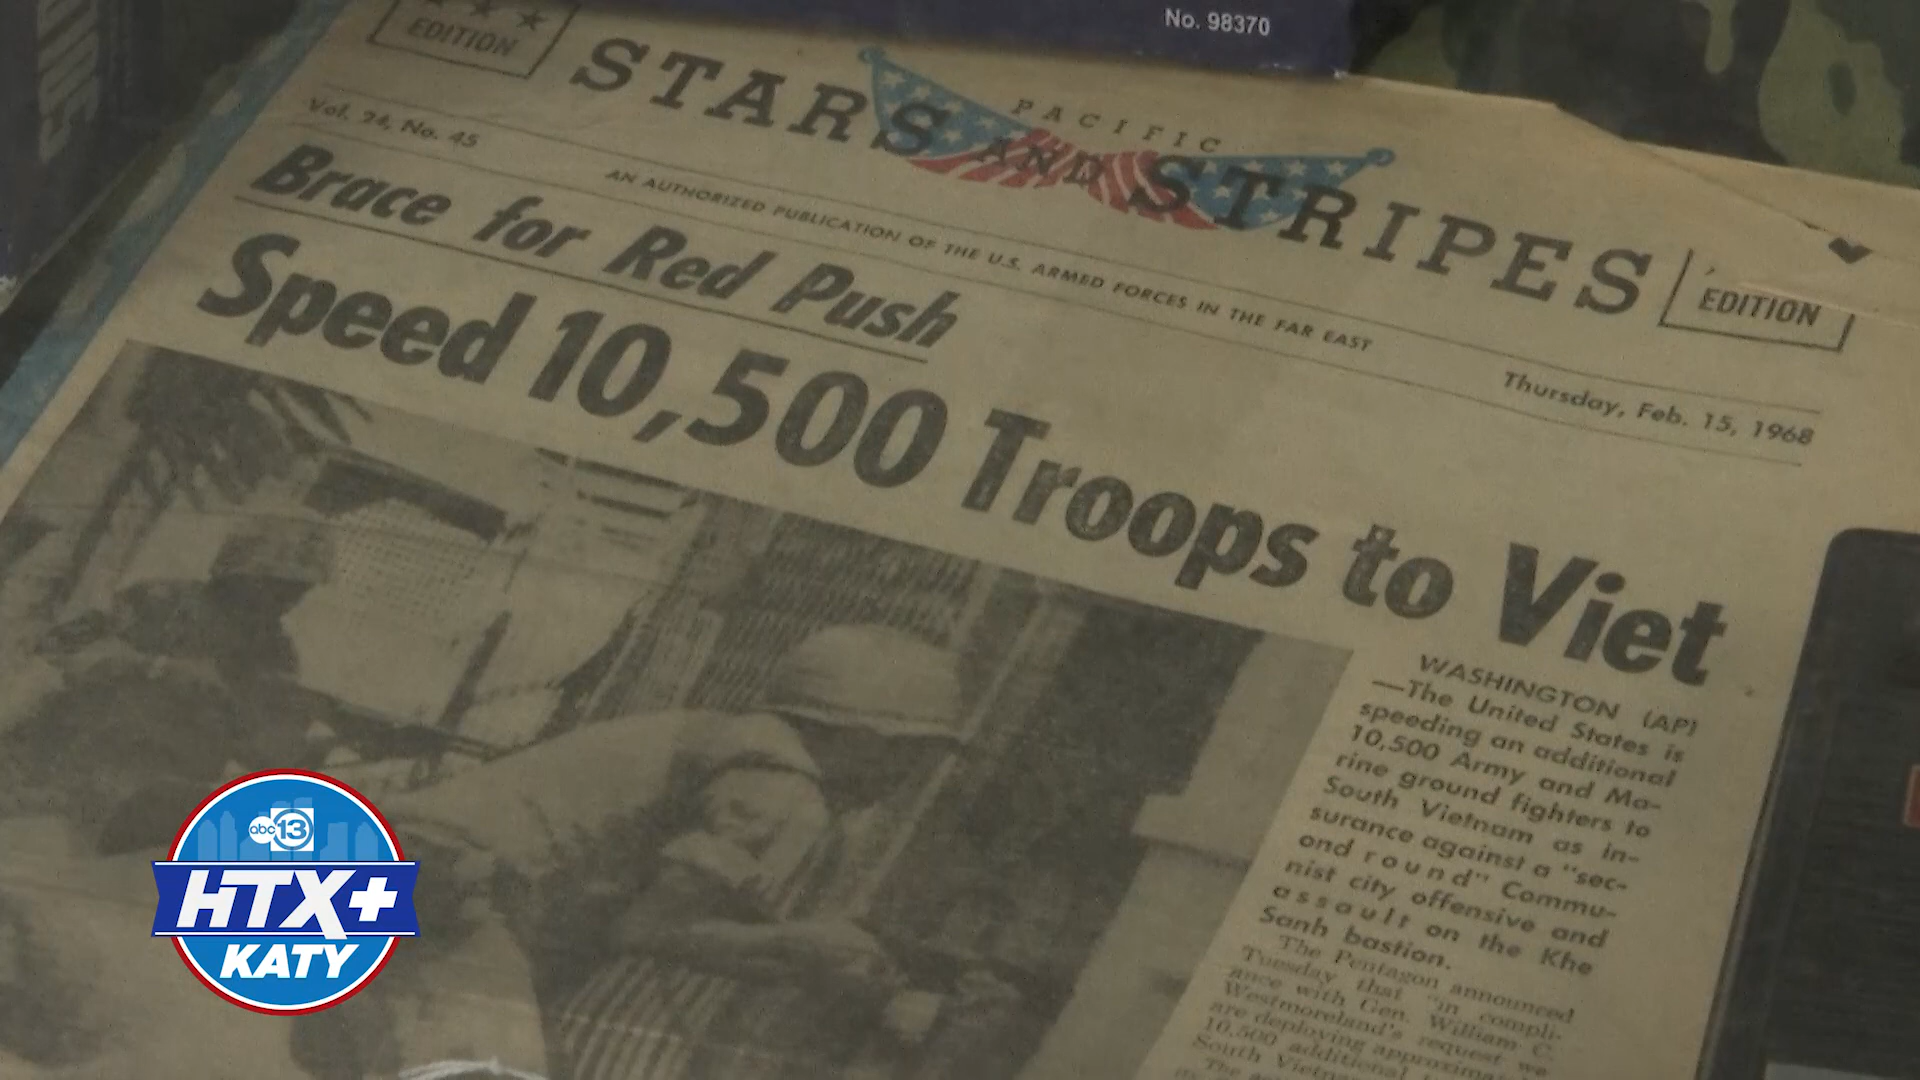 No. 98370
EDITION
PACIFIC
STARS AND STRIPES
EDITION
Vol. 24, No. 45
AN AUTHORIZED PUBLICATION OF THE U.S. ARMED FORCES IN THE FAR EAST
Thursday, Feb. 15, 1968
Brace for Red Push
Speed 10,500 Troops to Viet
WASHINGTON (AP)
—The United States is
speeding an additional
10,500 Army and Ma-
rine ground fighters to
South Vietnam as in-
surance against a "sec-
ond round" Commu-
nist city offensive and
assault on the Khe
Sanh bastion.
The Pentagon announced
Tuesday that "in compli-
ance with Gen. William C.
Westmoreland's request we
are deploying approxima
10,500 additional
South Vietna
abc 13
HTX+
KATY